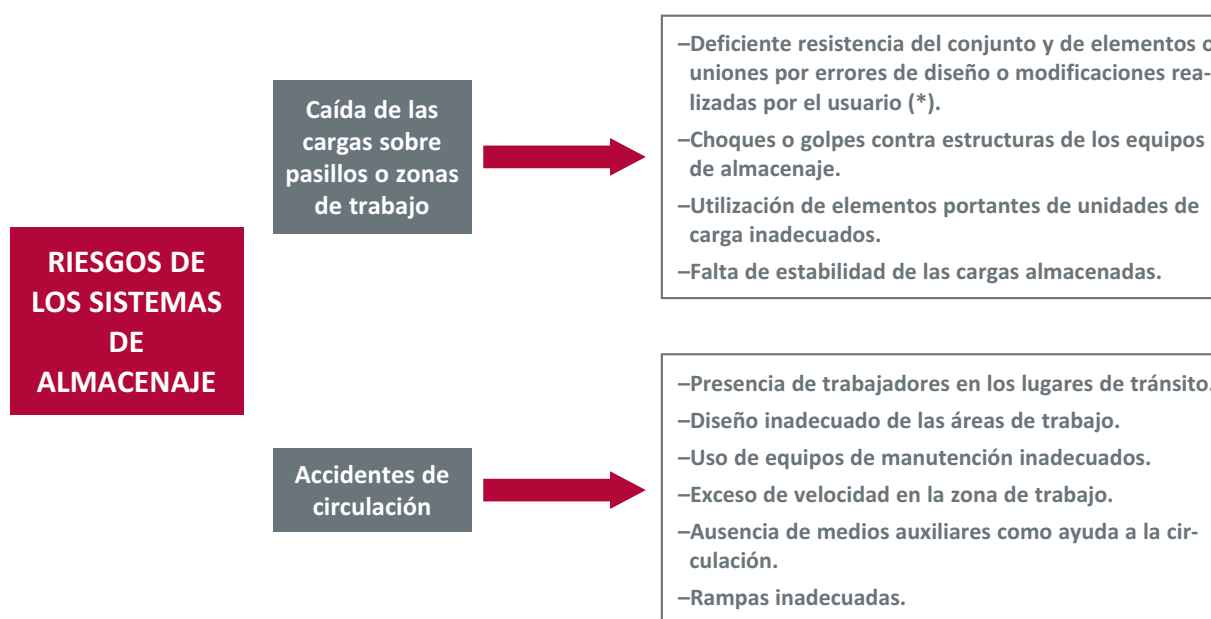 RIESGOS DE
LOS SISTEMAS
DE
ALMACENAJE
Caída de las
cargas sobre
pasillos o zonas
de trabajo
–Deficiente resistencia del conjunto y de elementos o
uniones por errores de diseño o modificaciones rea-
lizadas por el usuario (*).
–Choques o golpes contra estructuras de los equipos
de almacenaje.
–Utilización de elementos portantes de unidades de
carga inadecuados.
–Falta de estabilidad de las cargas almacenadas.
Accidentes de
circulación
–Presencia de trabajadores en los lugares de tránsito.
–Diseño inadecuado de las áreas de trabajo.
–Uso de equipos de manutención inadecuados.
–Exceso de velocidad en la zona de trabajo.
–Ausencia de medios auxiliares como ayuda a la cir-
culación.
–Rampas inadecuadas.